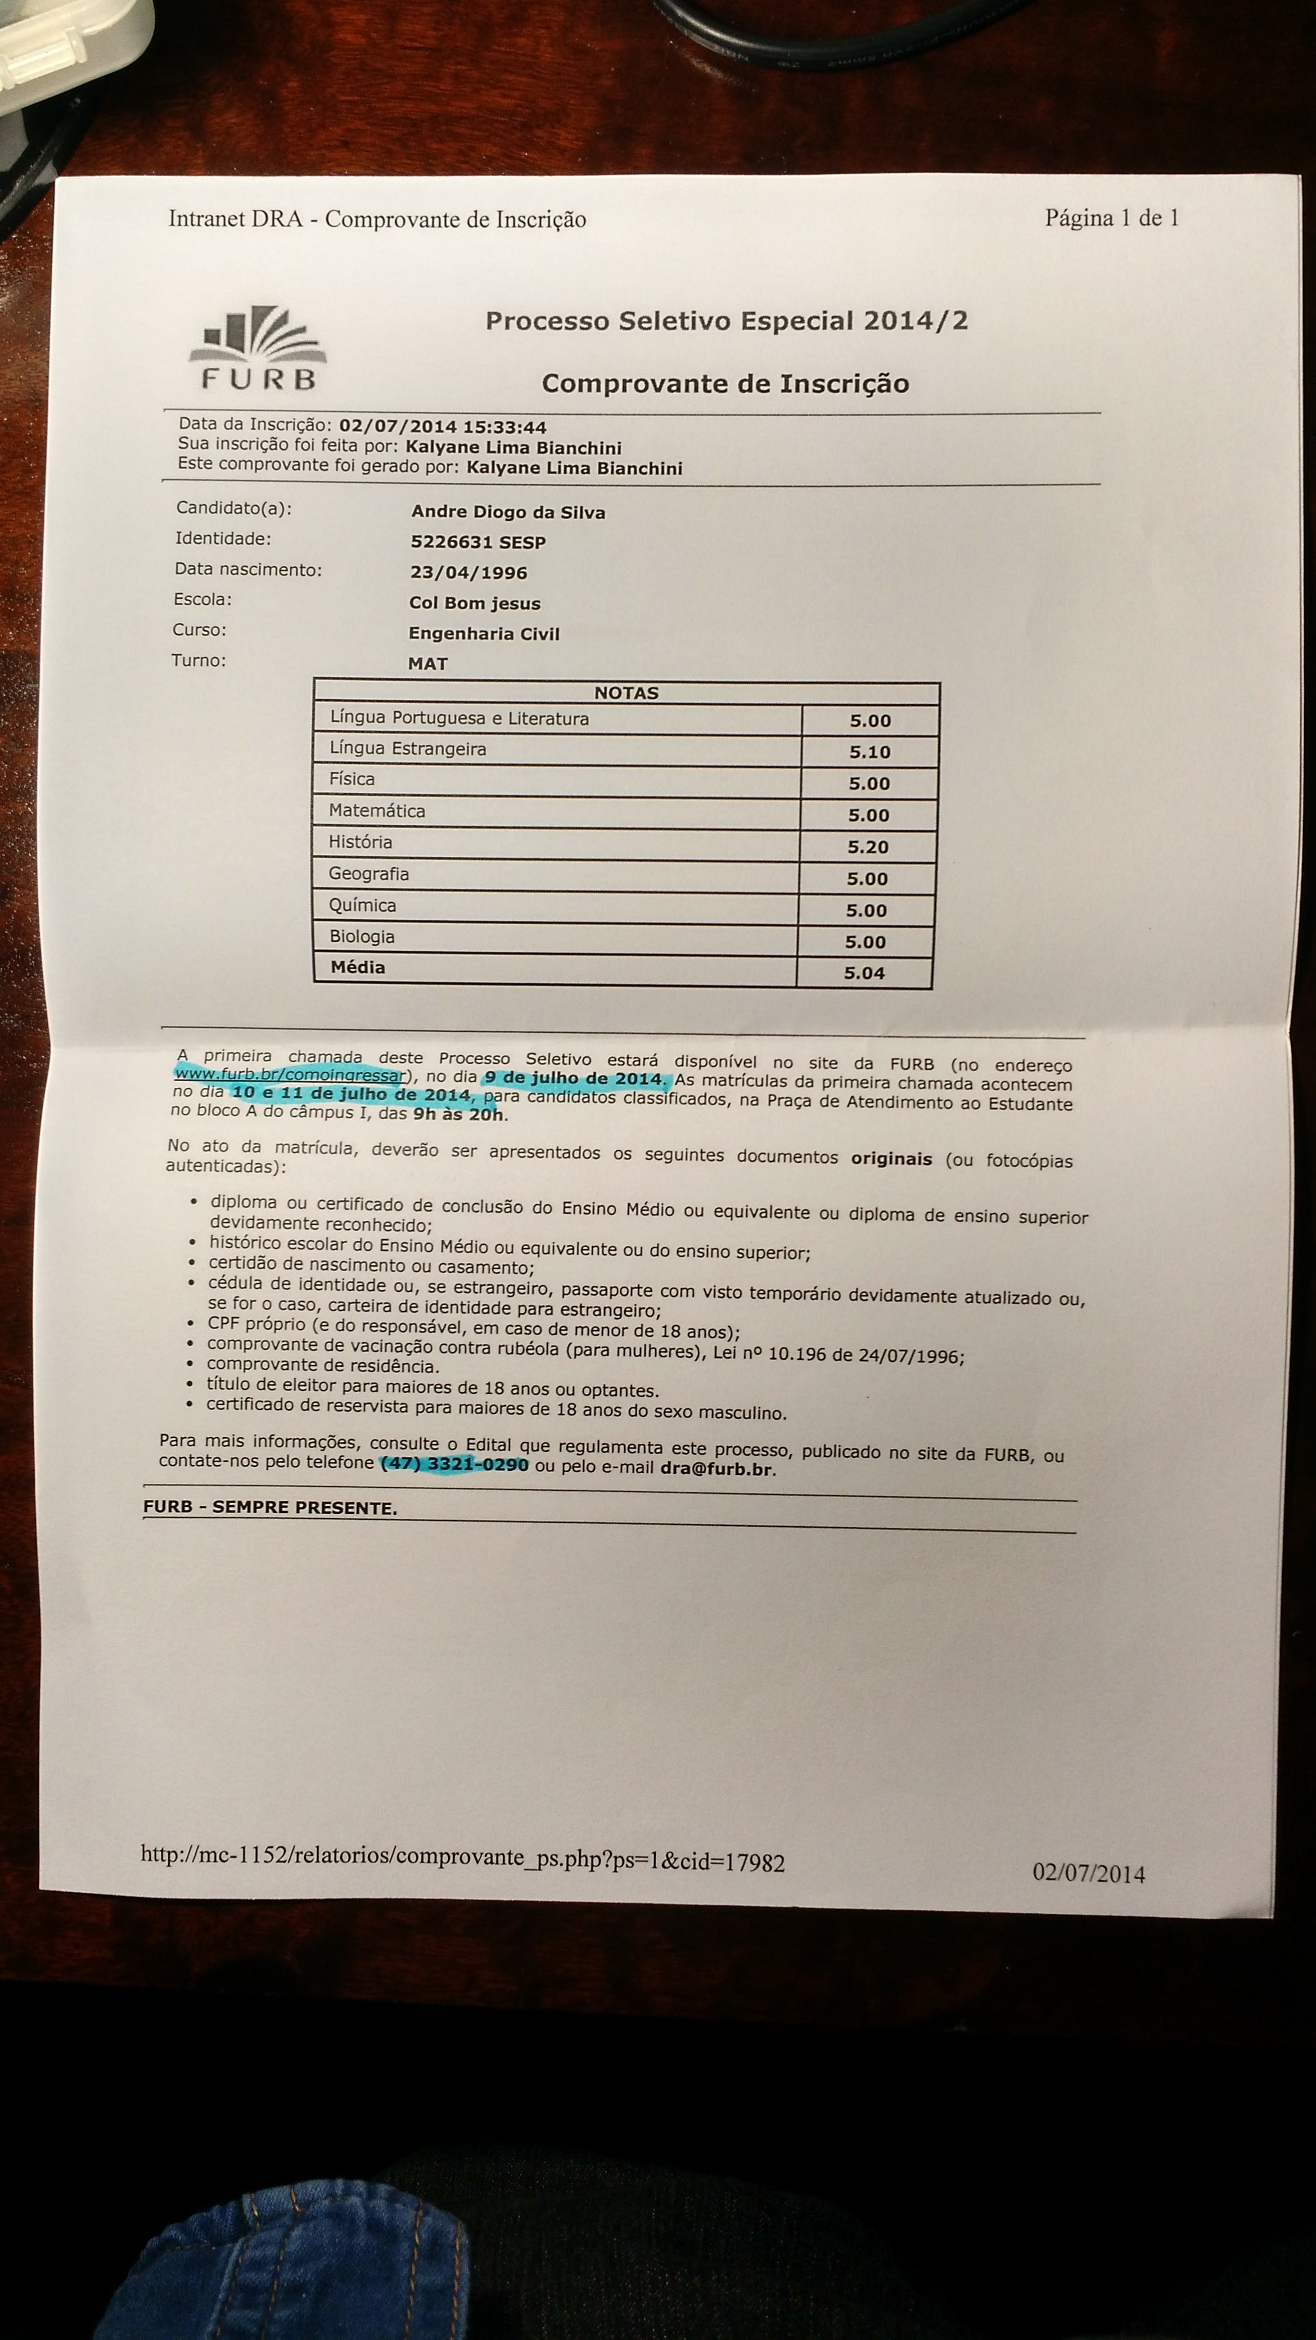 Intranet DRA - Comprovante de Inscrição Página 1 de 1
FURB
Processo Seletivo Especial 2014/2
Comprovante de Inscrição
Data da Inscrição: 02/07/2014 15:33:44
Sua inscrição foi feita por: Kalyane Lima Bianchini
Este comprovante foi gerado por: Kalyane Lima Bianchini
Candidato(a): Andre Diogo da Silva
Identidade: 5226631 SESP
Data nascimento: 23/04/1996
Escola: Col Bom jesus
Curso: Engenharia Civil
Turno: MAT
NOTAS
Língua Portuguesa e Literatura 5.00
Língua Estrangeira 5.10
Física 5.00
Matemática 5.00
História 5.20
Geografia 5.00
Química 5.00
Biologia 5.00
Média 5.04
A primeira chamada deste Processo Seletivo estará disponível no site da FURB (no endereço
www.furb.br/comoingressar), no dia 9 de julho de 2014. As matrículas da primeira chamada acontecem
no dia 10 e 11 de julho de 2014, para candidatos classificados, na Praça de Atendimento ao Estudante
no bloco A do câmpus I, das 9h às 20h.
No ato da matrícula, deverão ser apresentados os seguintes documentos originais (ou fotocópias
autenticadas):
• diploma ou certificado de conclusão do Ensino Médio ou equivalente ou diploma de ensino superior
devidamente reconhecido;
• histórico escolar do Ensino Médio ou equivalente ou do ensino superior;
• certidão de nascimento ou casamento;
• cédula de identidade ou, se estrangeiro, passaporte com visto temporário devidamente atualizado ou,
se for o caso, carteira de identidade para estrangeiro;
• CPF próprio (e do responsável, em caso de menor de 18 anos);
• comprovante de vacinação contra rubéola (para mulheres), Lei nº 10.196 de 24/07/1996;
• comprovante de residência.
• título de eleitor para maiores de 18 anos ou optantes.
• certificado de reservista para maiores de 18 anos do sexo masculino.
Para mais informações, consulte o Edital que regulamenta este processo, publicado no site da FURB, ou
contate-nos pelo telefone (47) 3321-0290 ou pelo e-mail dra@furb.br.
FURB - SEMPRE PRESENTE.
http://mc-1152/relatorios/comprovante_ps.php?ps=1&cid=17982 02/07/2014